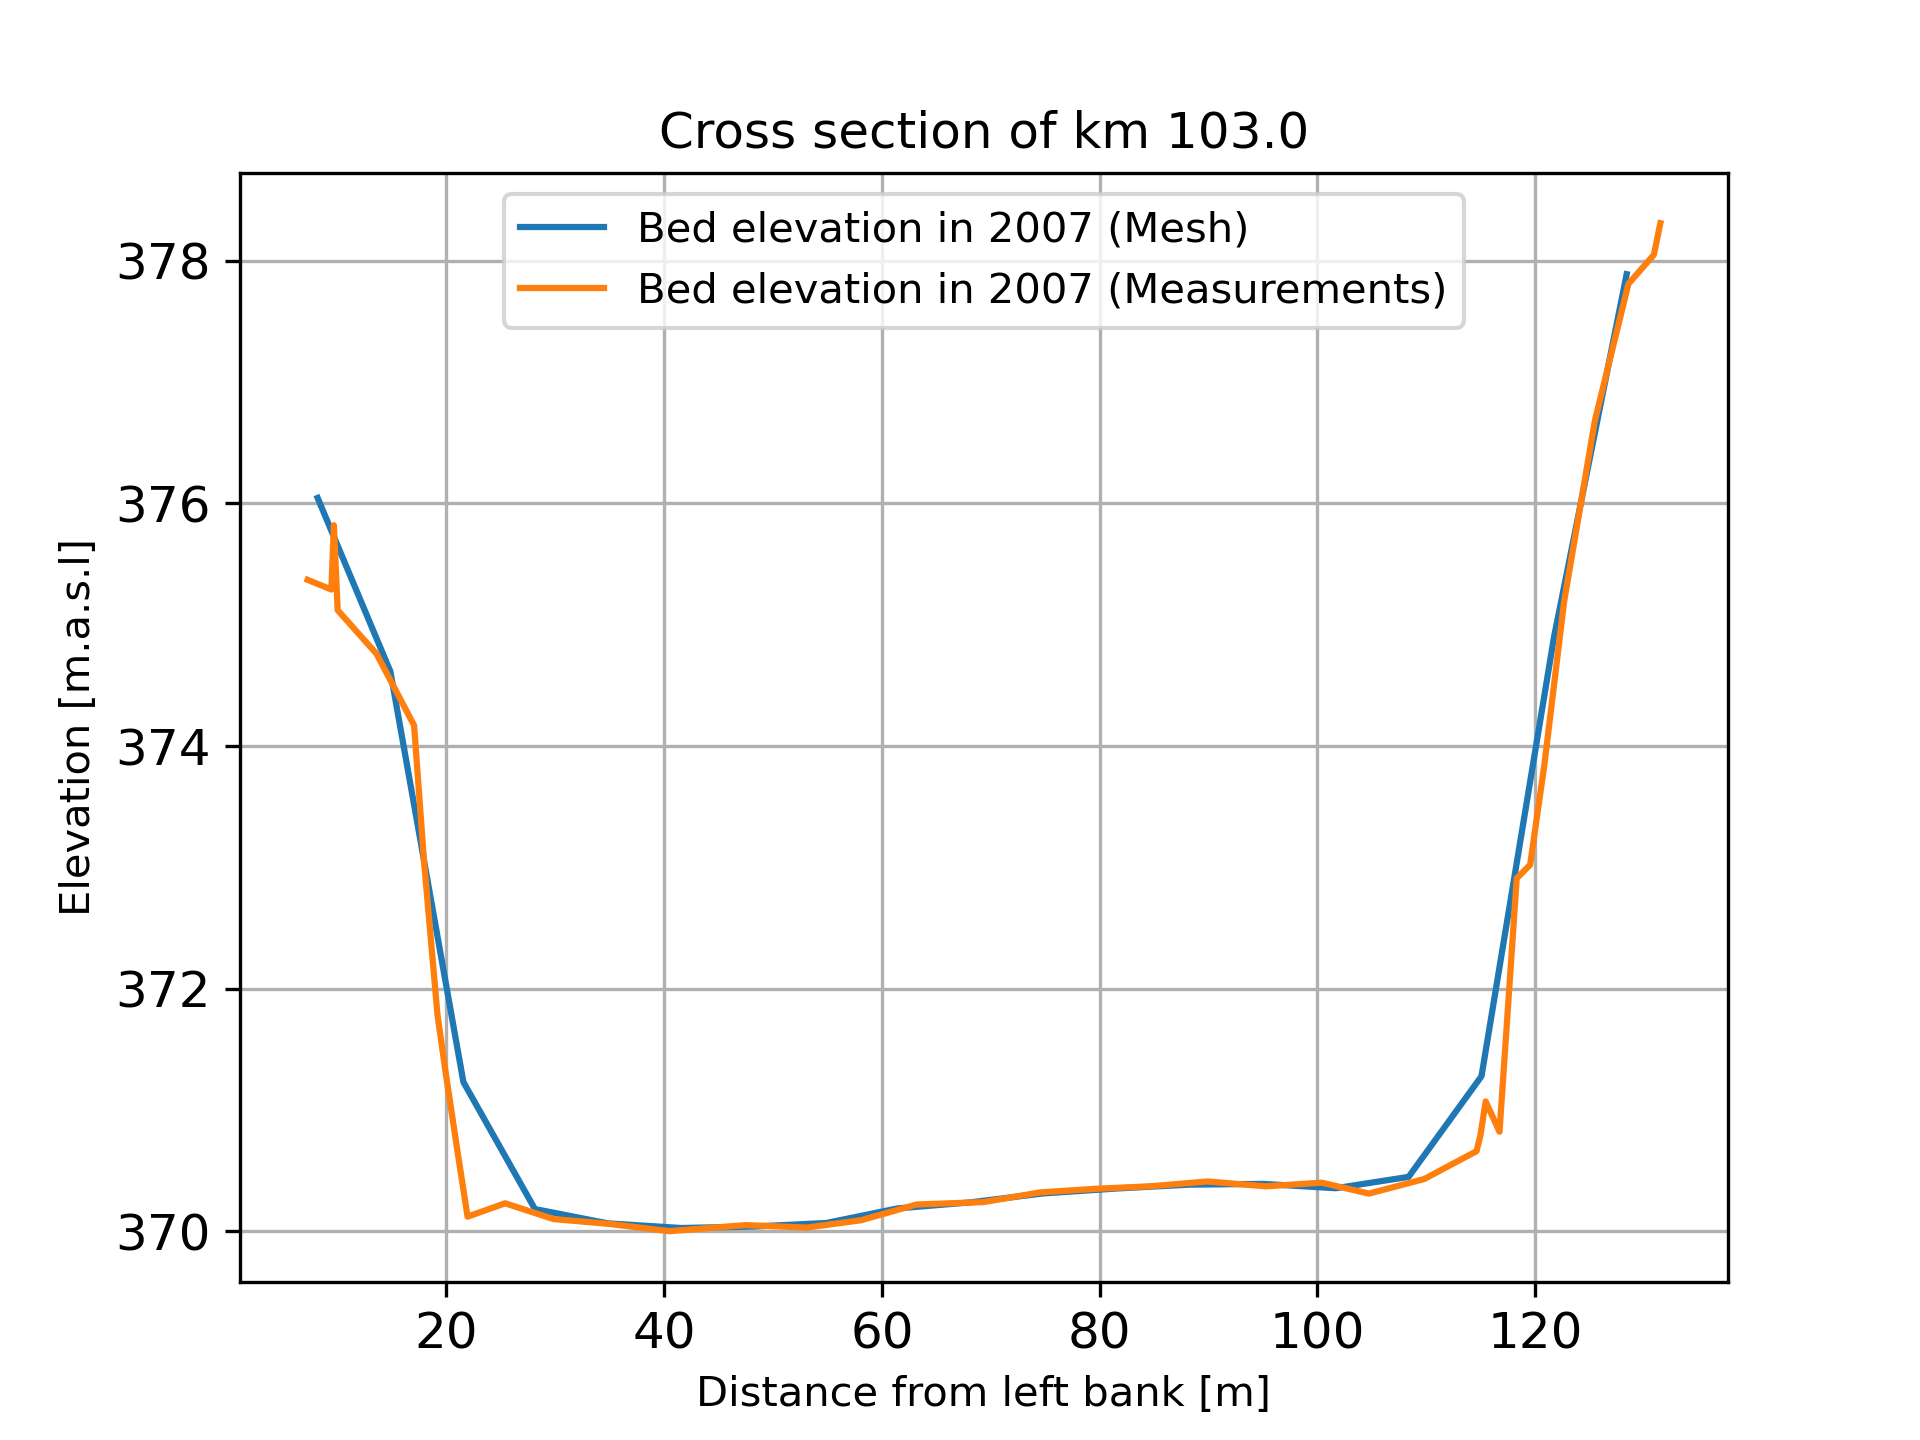 Cross section of km 103.0
Bed elevation in 2007 (Mesh)
Bed elevation in 2007 (Measurements)
378
376
374
372
370
Elevation [m.a.s.l]
20 40 60 80 100 120
Distance from left bank [m]